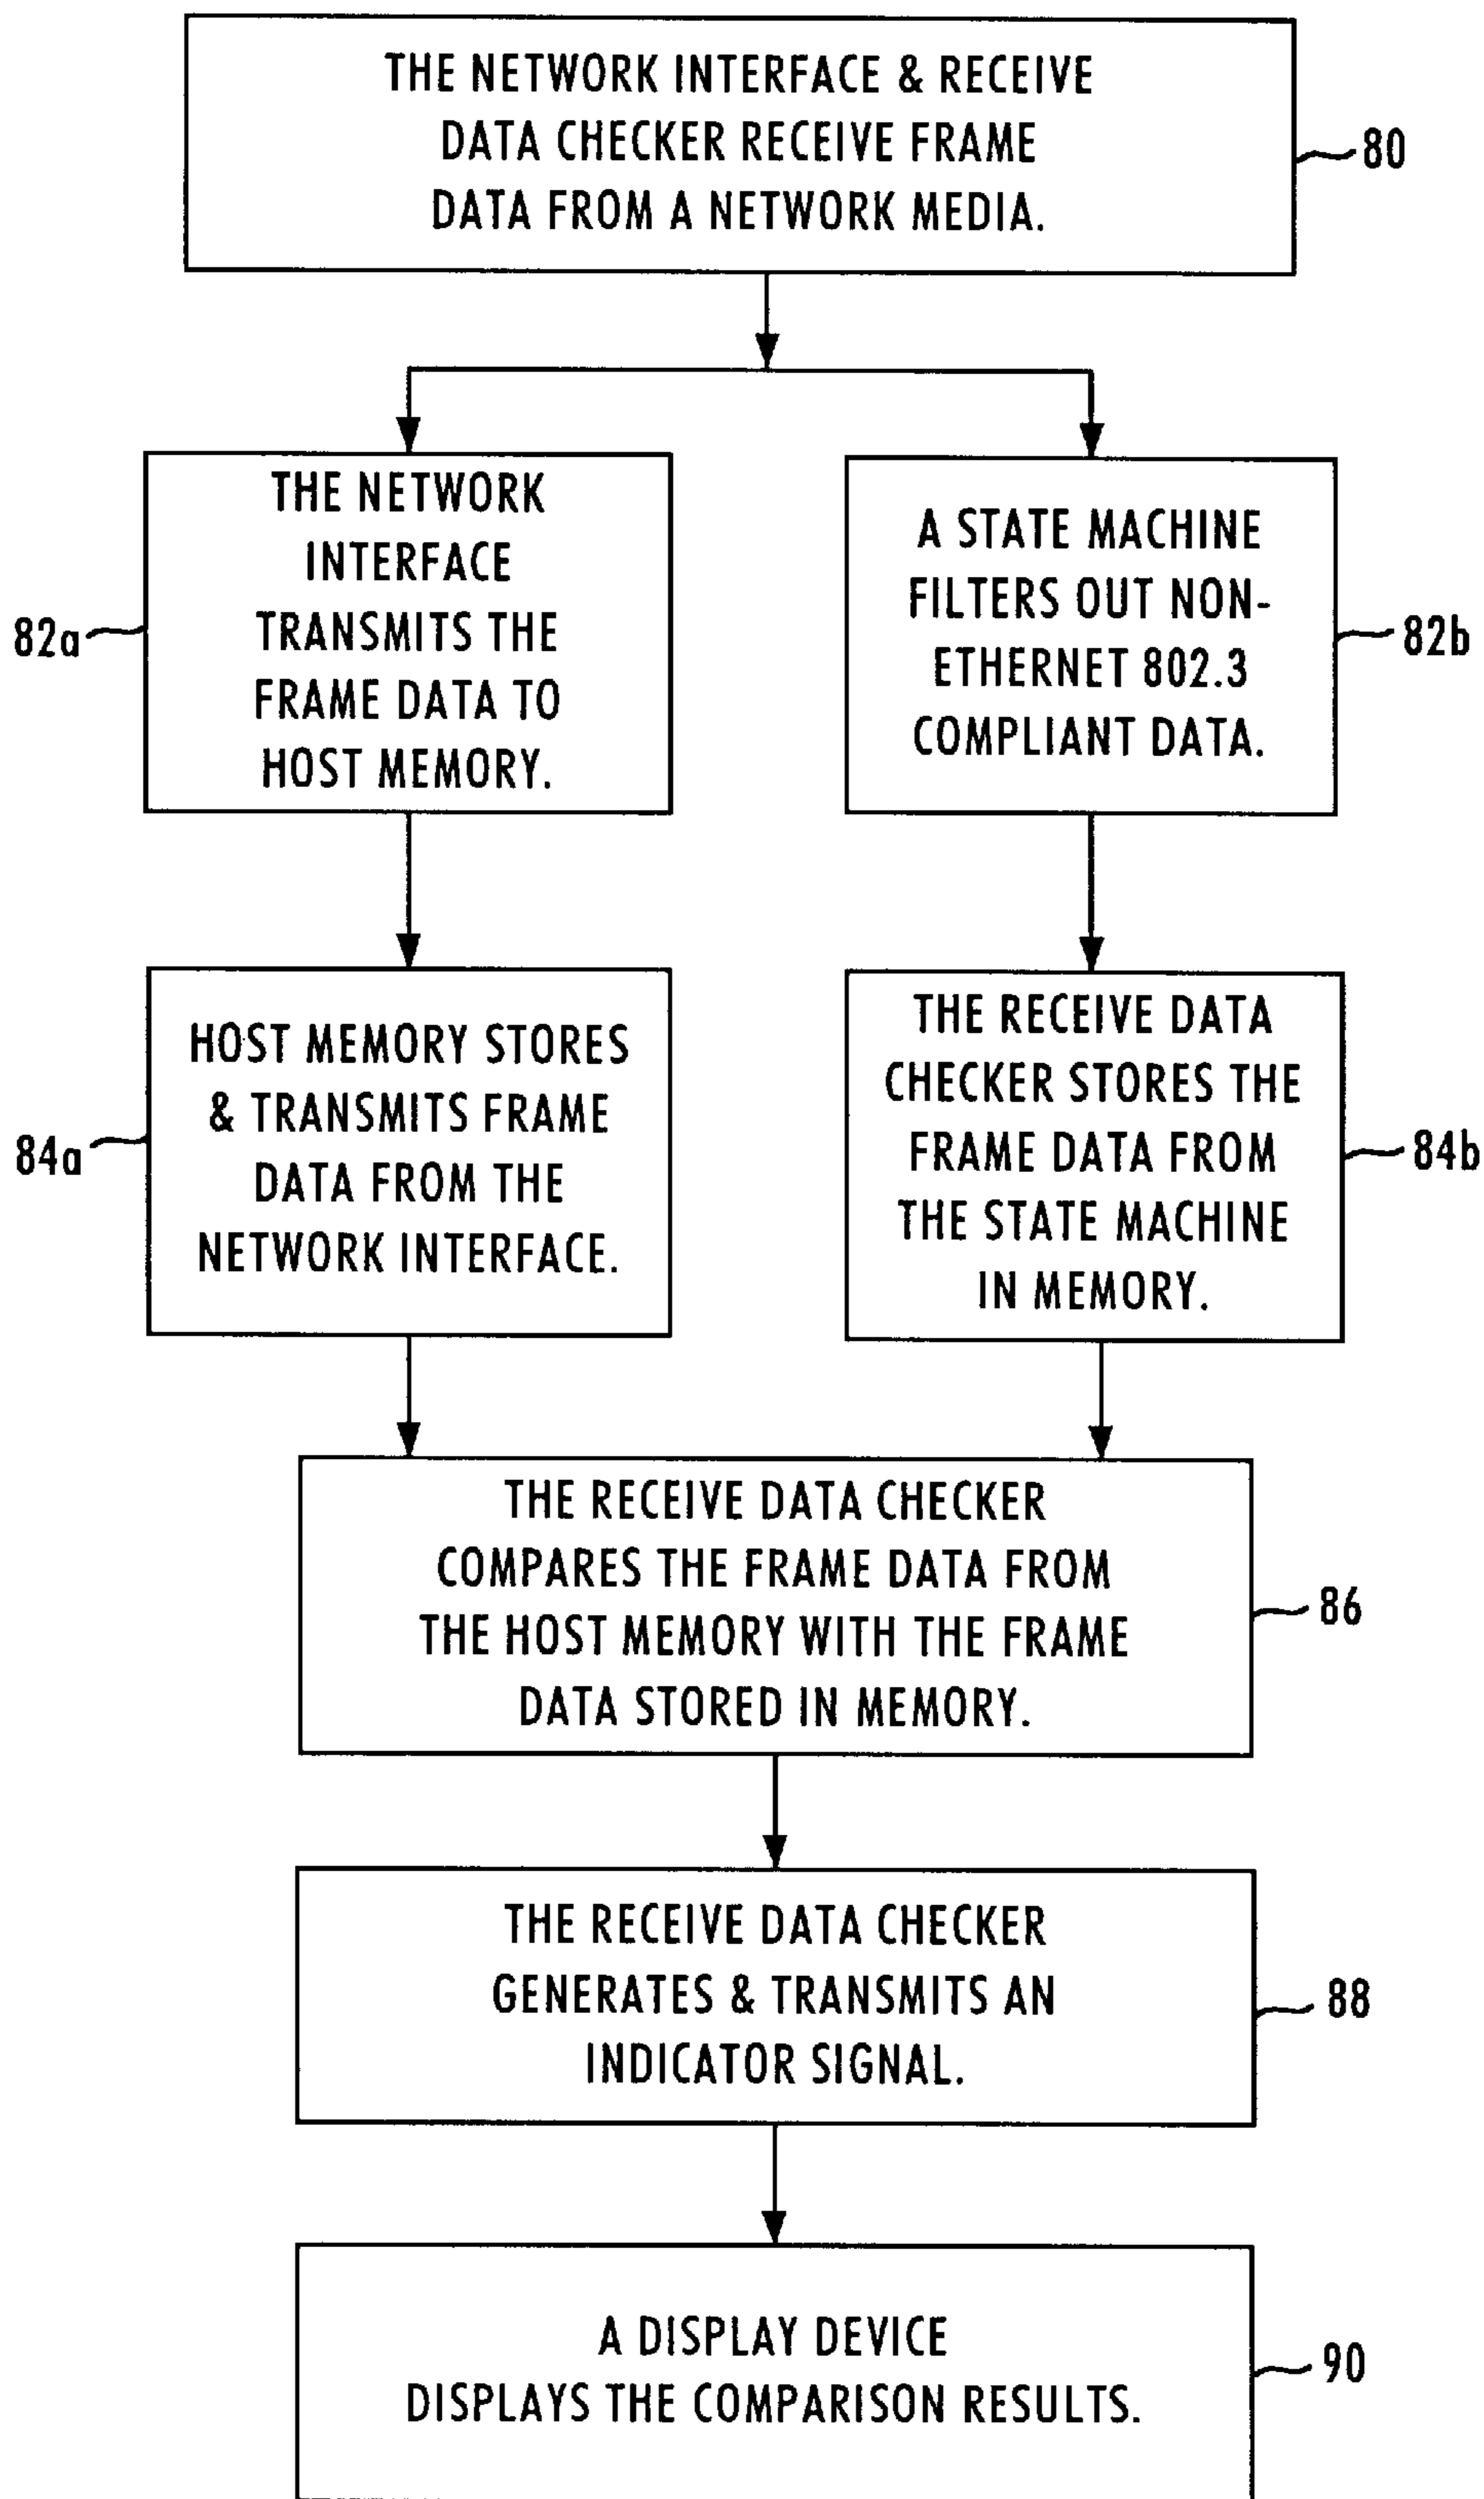 THE NETWORK INTERFACE & RECEIVE
DATA CHECKER RECEIVE FRAME
DATA FROM A NETWORK MEDIA.
80
THE NETWORK
INTERFACE
TRANSMITS THE
FRAME DATA TO
HOST MEMORY.
82a
A STATE MACHINE
FILTERS OUT NON-
ETHERNET 802.3
COMPLIANT DATA.
82b
HOST MEMORY STORES
& TRANSMITS FRAME
DATA FROM THE
NETWORK INTERFACE.
84a
THE RECEIVE DATA
CHECKER STORES THE
FRAME DATA FROM
THE STATE MACHINE
IN MEMORY.
84b
THE RECEIVE DATA CHECKER
COMPARES THE FRAME DATA FROM
THE HOST MEMORY WITH THE FRAME
DATA STORED IN MEMORY.
86
THE RECEIVE DATA CHECKER
GENERATES & TRANSMITS AN
INDICATOR SIGNAL.
88
A DISPLAY DEVICE
DISPLAYS THE COMPARISON RESULTS.
90